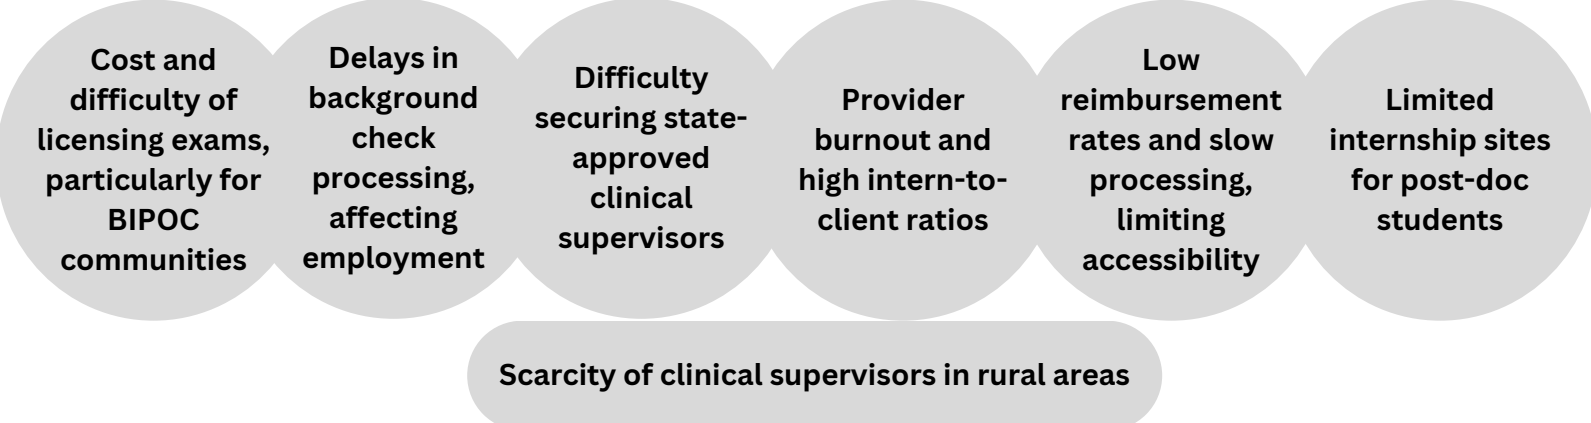 Cost and
difficulty of
licensing exams,
particularly for
BIPOC
communities
Delays in
background
check
processing,
affecting
employment
Difficulty
securing state-
approved
clinical
supervisors
Provider
burnout and
high intern-to-
client ratios
Low
reimbursement
rates and slow
processing,
limiting
accessibility
Limited
internship sites
for post-doc
students
Scarcity of clinical supervisors in rural areas